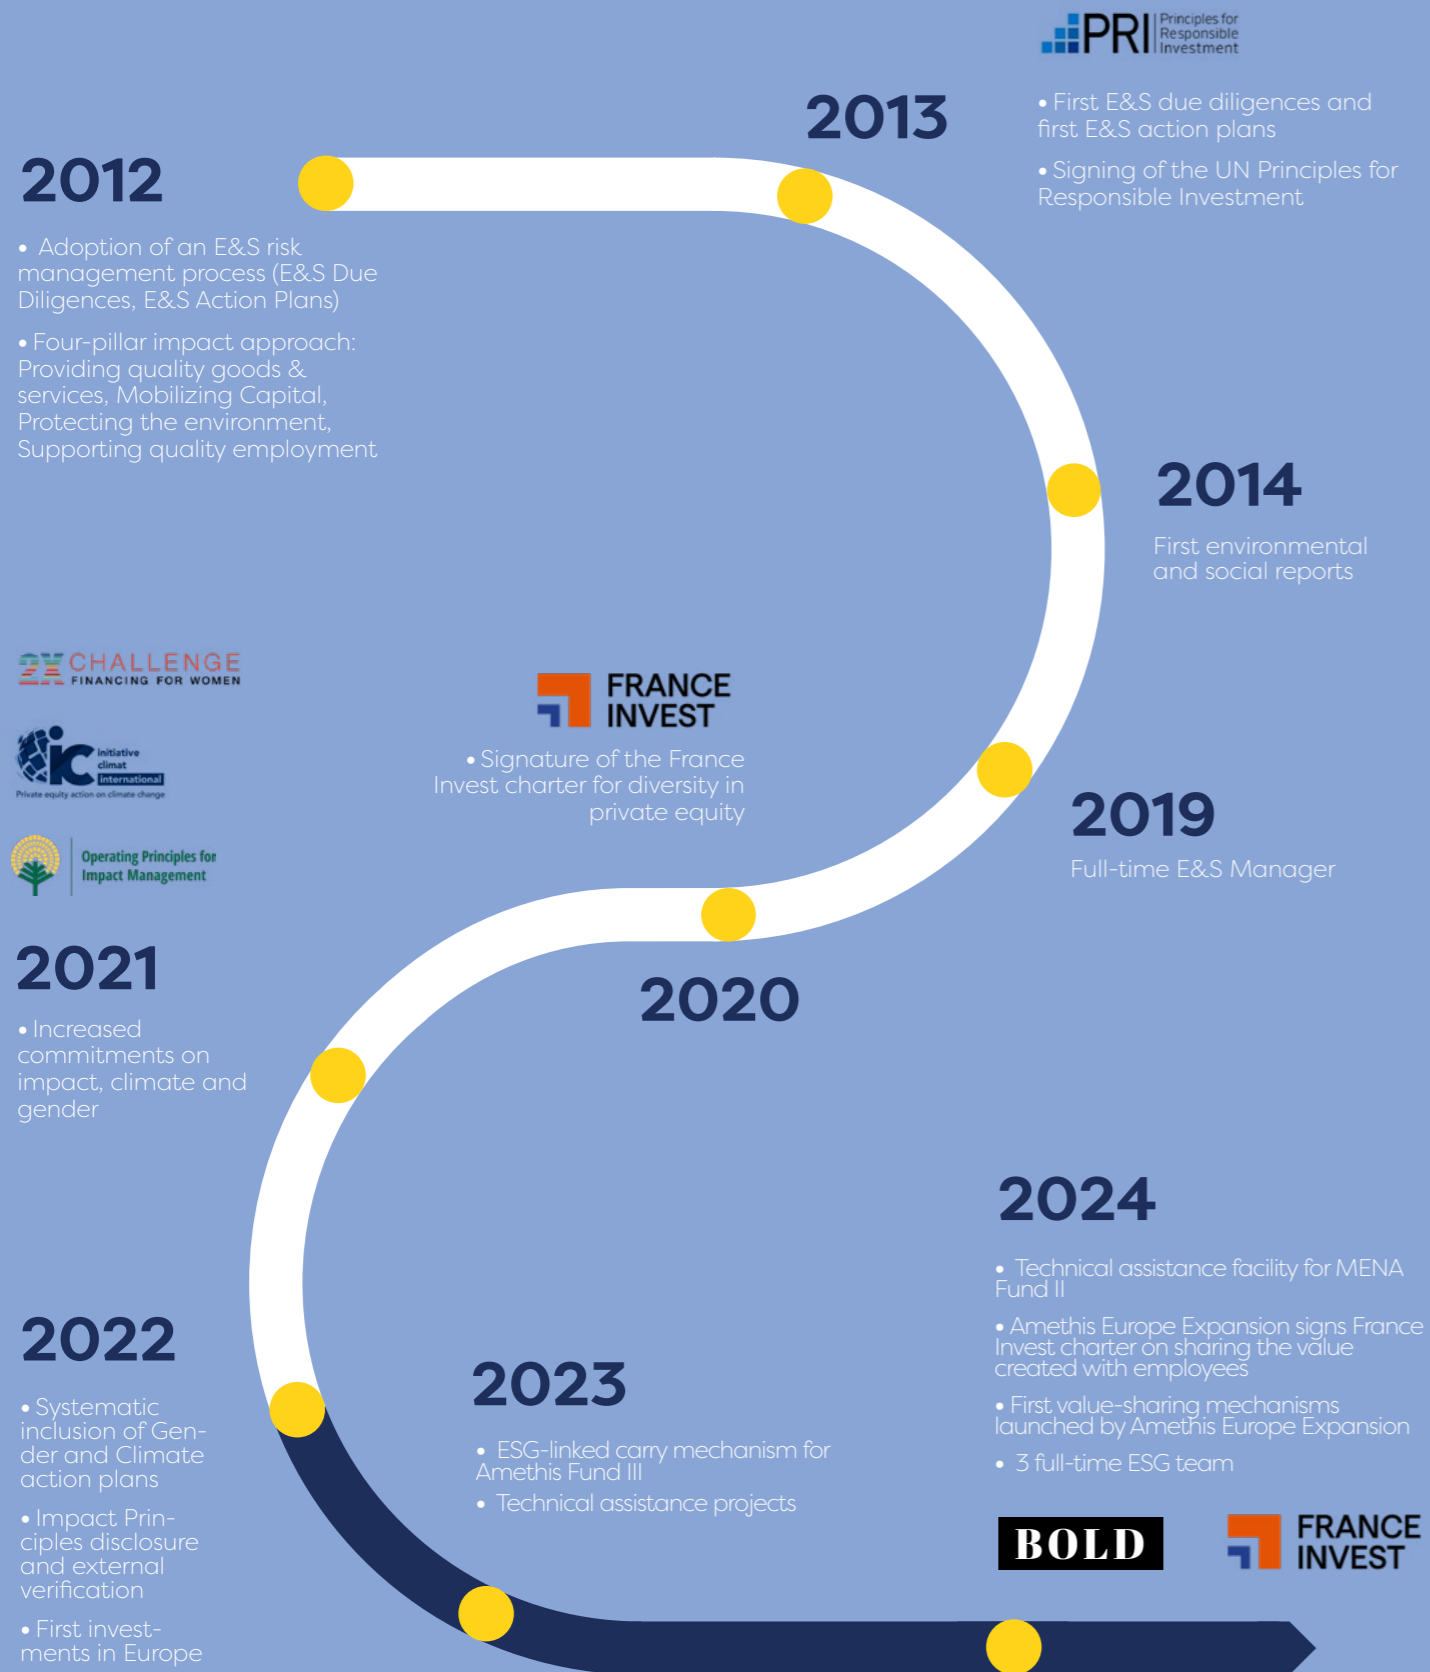 2012
• Adoption of an E&S risk
management process (E&S Due
Diligences, E&S Action Plans)
• Four-pillar impact approach:
Providing quality goods &
services, Mobilizing Capital,
Protecting the environment,
Supporting quality employment
2013
PRI
Principles for
Responsible
Investment
• First E&S due diligences and
first E&S action plans
• Signing of the UN Principles for
Responsible Investment
2014
First environmental
and social reports
2019
Full-time E&S Manager
FRANCE
INVEST
• Signature of the France
Invest charter for diversity in
private equity
2020
2X CHALLENGE
FINANCING FOR WOMEN
iC
initiative
climat
international
Private equity action on climate change
Operating Principles for
Impact Management
2021
• Increased
commitments on
impact, climate and
gender
2022
• Systematic
inclusion of Gen-
der and Climate
action plans
• Impact Prin-
ciples disclosure
and external
verification
• First invest-
ments in Europe
2023
• ESG-linked carry mechanism for
Amethis Fund III
• Technical assistance projects
2024
• Technical assistance facility for MENA
Fund II
• Amethis Europe Expansion signs France
Invest charter on sharing the value
created with employees
• First value-sharing mechanisms
launched by Amethis Europe Expansion
• 3 full-time ESG team
BOLD
FRANCE
INVEST